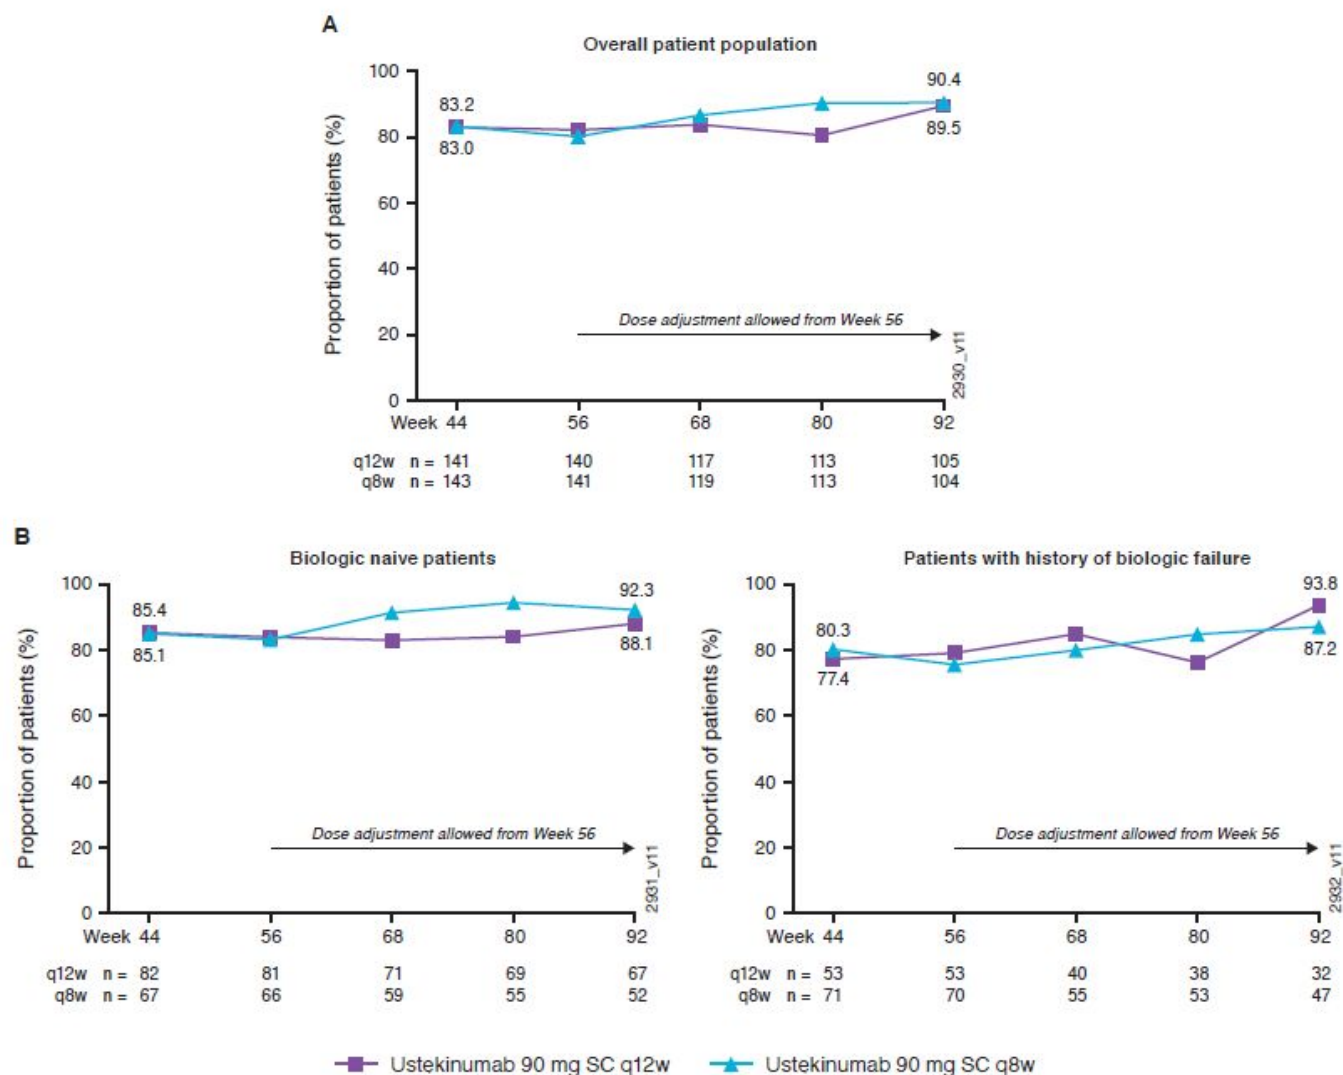 A
Overall patient population
Proportion of patients (%)
100
80
60
40
20
0
83.2
83.0
90.4
89.5
Dose adjustment allowed from Week 56
2930_v11
Week 44 56 68 80 92
q12w n = 141 140 117 113 105
q8w n = 143 141 119 113 104
B
Biologic naive patients
Proportion of patients (%)
100
80
60
40
20
0
85.4
85.1
92.3
88.1
Dose adjustment allowed from Week 56
2931_v11
Week 44 56 68 80 92
q12w n = 82 81 71 69 67
q8w n = 67 66 59 55 52
Patients with history of biologic failure
Proportion of patients (%)
100
80
60
40
20
0
80.3
77.4
93.8
87.2
Dose adjustment allowed from Week 56
2932_v11
Week 44 56 68 80 92
q12w n = 53 53 40 38 32
q8w n = 71 70 55 53 47
Ustekinumab 90 mg SC q12w
Ustekinumab 90 mg SC q8w